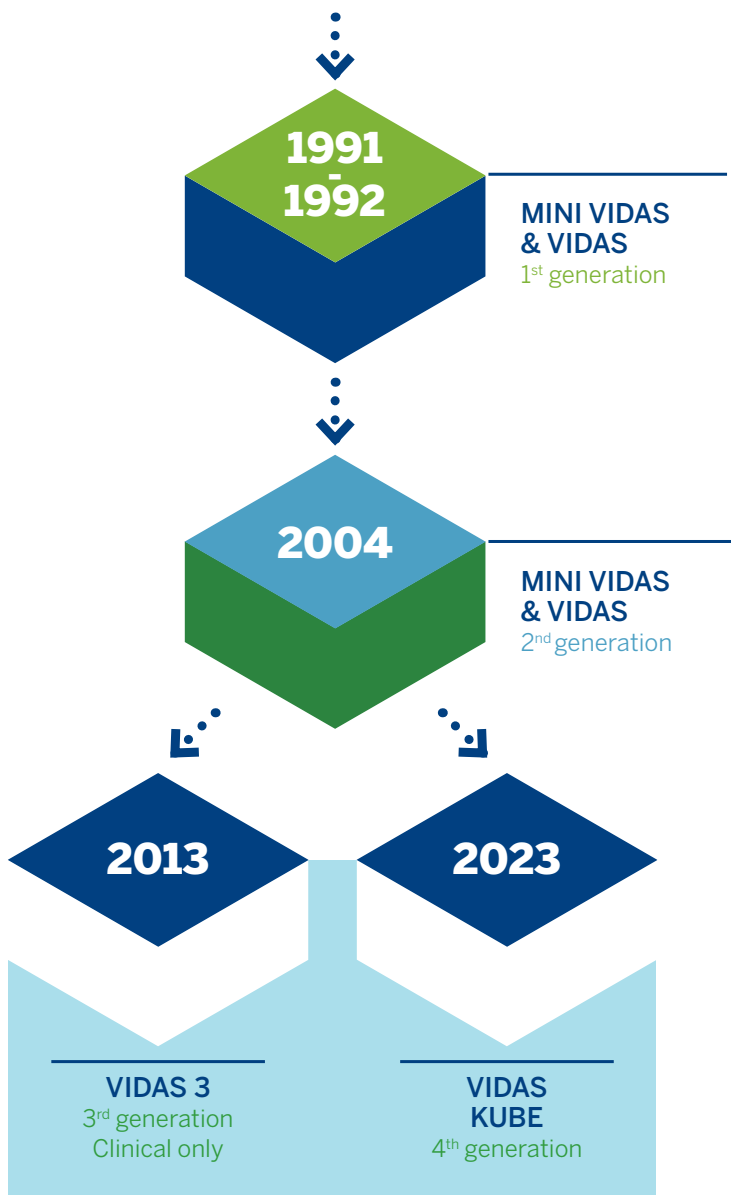 1991
-
1992
MINI VIDAS
& VIDAS
1st generation
2004
MINI VIDAS
& VIDAS
2nd generation
2013
2023
VIDAS 3
3rd generation
Clinical only
VIDAS
KUBE
4th generation